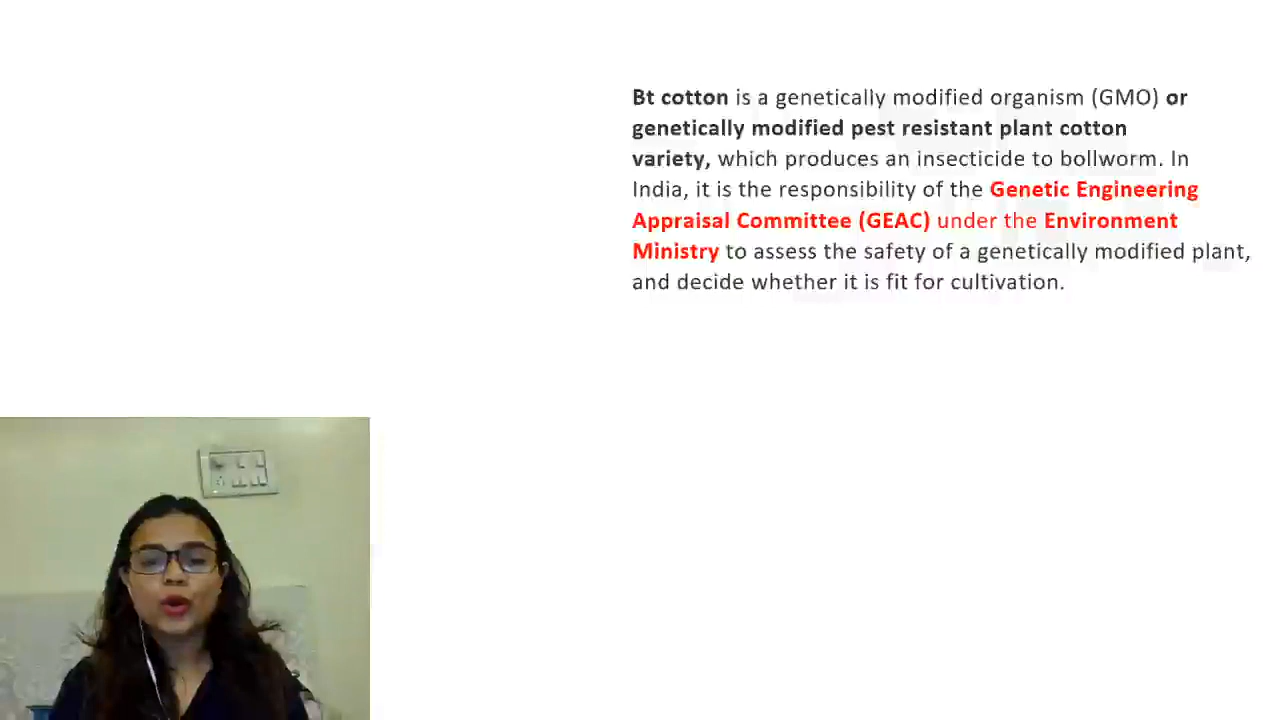 Bt cotton is a genetically modified organism (GMO) or
genetically modified pest resistant plant cotton
variety, which produces an insecticide to bollworm. In
India, it is the responsibility of the Genetic Engineering
Appraisal Committee (GEAC) under the Environment
Ministry to assess the safety of a genetically modified plant,
and decide whether it is fit for cultivation.